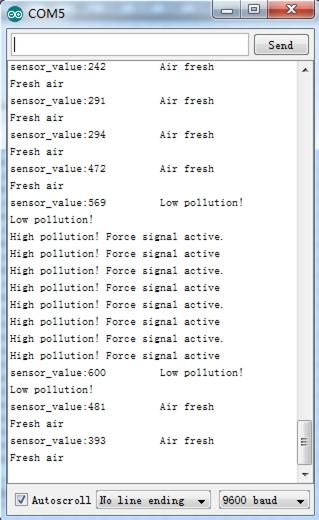 COM5
Send
sensor_value:242 Air fresh
Fresh air
sensor_value:291 Air fresh
Fresh air
sensor_value:294 Air fresh
Fresh air
sensor_value:472 Air fresh
Fresh air
sensor_value:569 Low pollution!
Low pollution!
High pollution! Force signal active.
High pollution! Force signal active
High pollution! Force signal active.
High pollution! Force signal active
High pollution! Force signal active.
High pollution! Force signal active
High pollution! Force signal active.
High pollution! Force signal active
sensor_value:600 Low pollution!
Low pollution!
sensor_value:481 Air fresh
Fresh air
sensor_value:393 Air fresh
Fresh air
Autoscroll No line ending 9600 baud